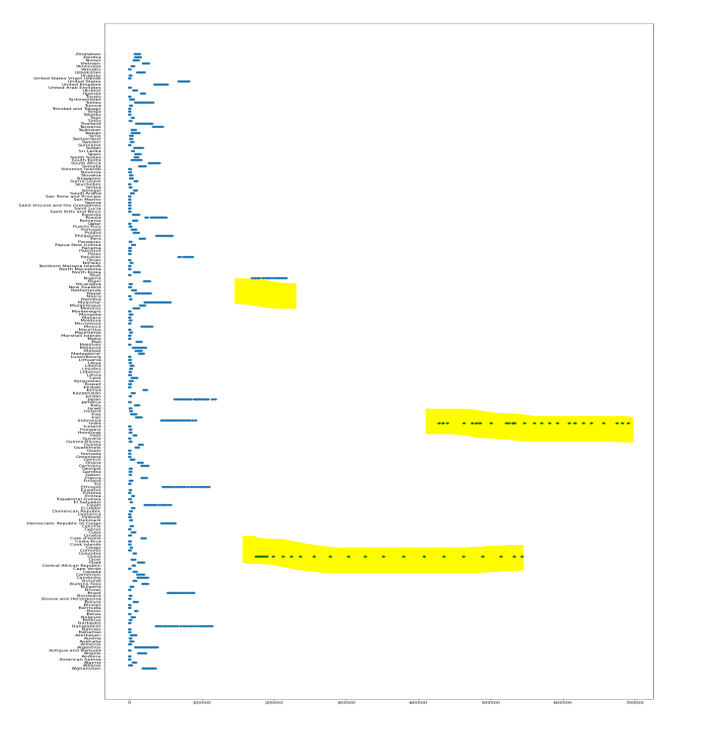 Zimbabwe
Zambia
Yemen
Vietnam
Venezuela
Vanuatu
Uzbekistan
Uruguay
United States Virgin Islands
United States
United Kingdom
United Arab Emirates
Ukraine
Uganda
Tuvalu
Turkmenistan
Turkey
Tunisia
Trinidad and Tobago
Tonga
Tokelau
Togo
Timor
Thailand
Tanzania
Tajikistan
Taiwan
Syria
Switzerland
Sweden
Suriname
Sudan
Sri Lanka
Spain
South Sudan
South Korea
South Africa
Somalia
Solomon Islands
Slovenia
Slovakia
Singapore
Sierra Leone
Seychelles
Serbia
Senegal
Saudi Arabia
Sao Tome and Principe
San Marino
Samoa
Saint Vincent and the Grenadines
Saint Lucia
Saint Kitts and Nevis
Rwanda
Russia
Romania
Qatar
Puerto Rico
Portugal
Poland
Philippines
Peru
Paraguay
Papua New Guinea
Panama
Palestine
Palau
Pakistan
Oman
Norway
Northern Mariana Islands
North Macedonia
North Korea
Niue
Nigeria
Niger
Nicaragua
New Zealand
Netherlands
Nepal
Nauru
Namibia
Myanmar
Mozambique
Morocco
Montenegro
Mongolia
Monaco
Moldova
Micronesia
Mexico
Mauritius
Mauritania
Marshall Islands
Malta
Mali
Maldives
Malaysia
Malawi
Madagascar
Luxembourg
Lithuania
Libya
Liberia
Lesotho
Lebanon
Latvia
Laos
Kyrgyzstan
Kuwait
Kiribati
Kenya
Kazakhstan
Jordan
Japan
Jamaica
Italy
Israel
Ireland
Iraq
Iran
Indonesia
India
Iceland
Hungary
Honduras
Haiti
Guyana
Guinea-Bissau
Guinea
Guatemala
Guam
Grenada
Greenland
Greece
Ghana
Germany
Georgia
Gambia
Gabon
France
Finland
Fiji
Ethiopia
Eswatini
Estonia
Eritrea
Equatorial Guinea
El Salvador
Egypt
Ecuador
Dominican Republic
Dominica
Djibouti
Denmark
Democratic Republic of Congo
Czechia
Cyprus
Cuba
Croatia
Cote d'Ivoire
Costa Rica
Cook Islands
Congo
Comoros
Colombia
China
Chile
Chad
Central African Republic
Cape Verde
Canada
Cameroon
Cambodia
Burundi
Burkina Faso
Bulgaria
Brunei
Brazil
Botswana
Bosnia and Herzegovina
Bolivia
Bhutan
Bermuda
Benin
Belize
Belgium
Belarus
Barbados
Bangladesh
Bahrain
Bahamas
Azerbaijan
Austria
Australia
Armenia
Argentina
Antigua and Barbuda
Angola
Andorra
American Samoa
Algeria
Albania
Afghanistan
0 100000 200000 300000 400000 500000 600000 700000